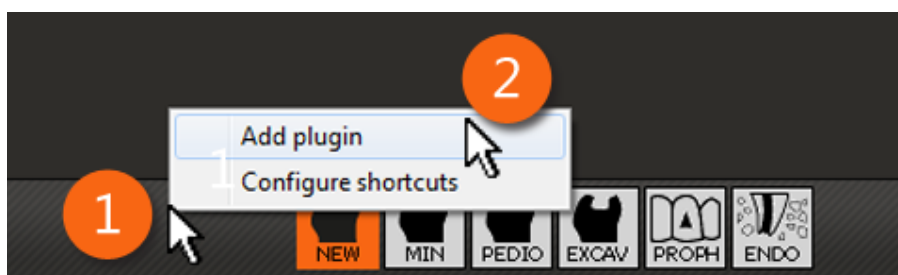 2
Add plugin
1
Configure shortcuts
1
NEW MIN PEDIO EXCAV PROPH ENDO